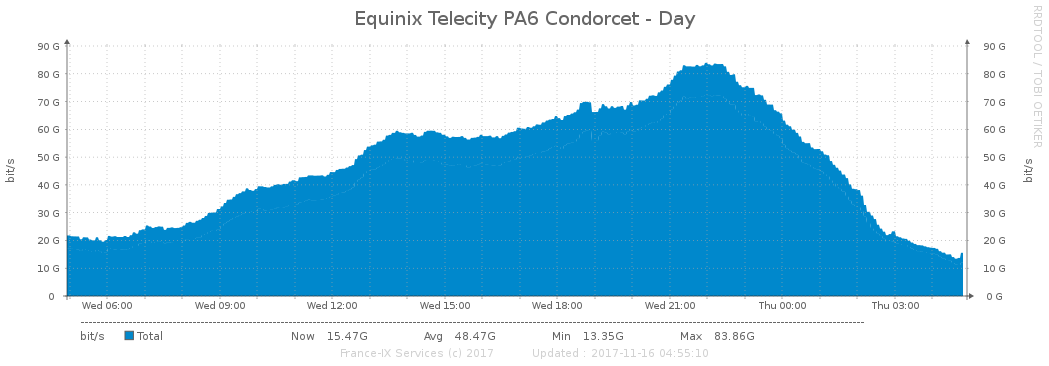 Equinix Telecity PA6 Condorcet - Day
RRDTOOL / TOBI OETIKER
90 G 90 G
80 G 80 G
70 G 70 G
60 G 60 G
50 G 50 G
40 G 40 G
30 G 30 G
20 G 20 G
10 G 10 G
0 0 G
bit/s bit/s
Wed 06:00 Wed 09:00 Wed 12:00 Wed 15:00 Wed 18:00 Wed 21:00 Thu 00:00 Thu 03:00
bit/s Total Now 15.47G Avg 48.47G Min 13.35G Max 83.86G
France-IX Services (c) 2017 Updated : 2017-11-16 04:55:10